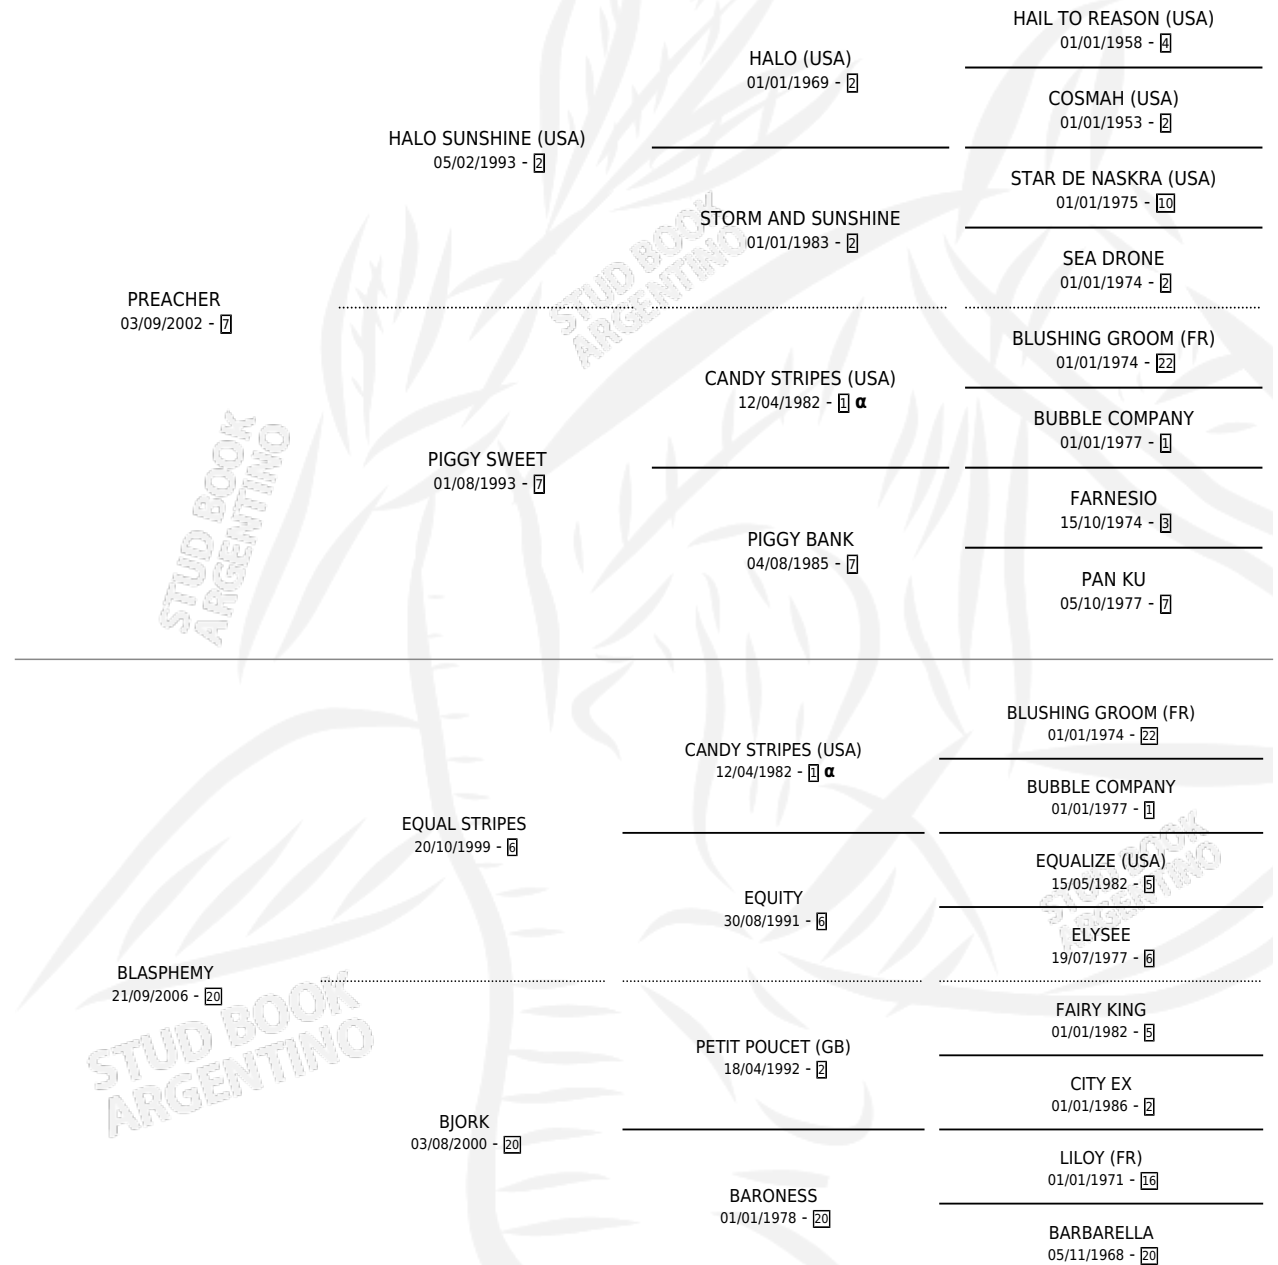 HAIL TO REASON (USA)
01/01/1958 - 4
HALO (USA)
01/01/1969 - 2
COSMAH (USA)
01/01/1953 - 2
HALO SUNSHINE (USA)
05/02/1993 - 2
STAR DE NASKRA (USA)
01/01/1975 - 10
STORM AND SUNSHINE
01/01/1983 - 2
SEA DRONE
01/01/1974 - 2
PREACHER
03/09/2002 - 7
BLUSHING GROOM (FR)
01/01/1974 - 22
CANDY STRIPES (USA)
12/04/1982 - 1 α
BUBBLE COMPANY
01/01/1977 - 1
PIGGY SWEET
01/08/1993 - 7
FARNESIO
15/10/1974 - 3
PIGGY BANK
04/08/1985 - 7
PAN KU
05/10/1977 - 7
BLUSHING GROOM (FR)
01/01/1974 - 22
CANDY STRIPES (USA)
12/04/1982 - 1 α
BUBBLE COMPANY
01/01/1977 - 1
EQUAL STRIPES
20/10/1999 - 6
EQUALIZE (USA)
15/05/1982 - 5
EQUITY
30/08/1991 - 6
ELYSEE
19/07/1977 - 6
BLASPHEMY
21/09/2006 - 20
FAIRY KING
01/01/1982 - 5
PETIT POUCET (GB)
18/04/1992 - 2
CITY EX
01/01/1986 - 2
BJORK
03/08/2000 - 20
LILOY (FR)
01/01/1971 - 16
BARONESS
01/01/1978 - 20
BARBARELLA
05/11/1968 - 20
STUD BOOK
ARGENTINO
STUD BOOK
ARGENTINO
STUD BOOK
ARGENTINO
STUD BOOK
ARGENTINO